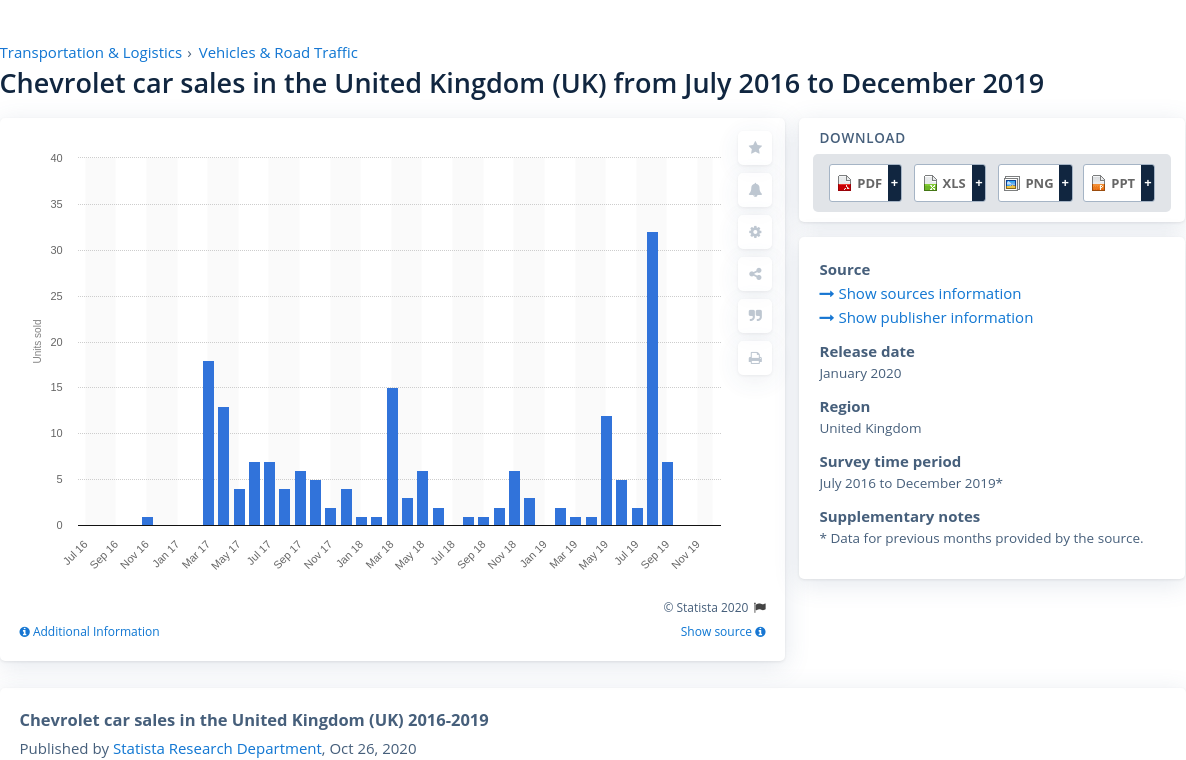 Transportation & Logistics › Vehicles & Road Traffic
Chevrolet car sales in the United Kingdom (UK) from July 2016 to December 2019
40
35
30
25
20
15
10
5
0
Units sold
Jul 16
Sep 16
Nov 16
Jan 17
Mar 17
May 17
Jul 17
Sep 17
Nov 17
Jan 18
Mar 18
May 18
Jul 18
Sep 18
Nov 18
Jan 19
Mar 19
May 19
Jul 19
Sep 19
Nov 19
© Statista 2020
Additional Information
Show source
DOWNLOAD
PDF + XLS + PNG + PPT +
Source
Show sources information
Show publisher information
Release date
January 2020
Region
United Kingdom
Survey time period
July 2016 to December 2019*
Supplementary notes
* Data for previous months provided by the source.
Chevrolet car sales in the United Kingdom (UK) 2016-2019
Published by Statista Research Department, Oct 26, 2020